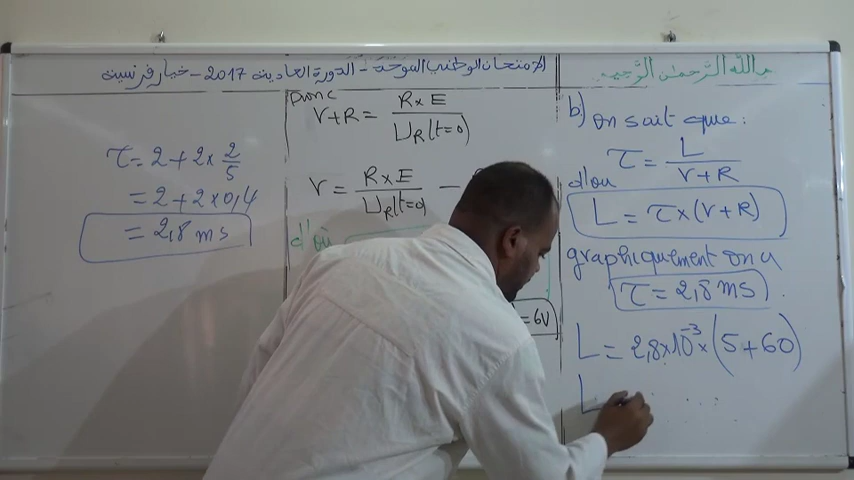 الامتحان الوطني الموحد - الدورة العادية 2017 - خيار فرنسية
بسم الله الرحمن الرحيم
τ = 2 + 2 × 2/5
= 2 + 2 × 0,4
= 2,8 ms
Donc
r + R = R × E / U_R(t=0)
r = R × E / U_R(t=0) -
d'où
= 6V
b) on sait que :
τ = L / r + R
d'où
L = τ × (r + R)
graphiquement on a
τ = 2,8 ms .
L = 2,8 × 10⁻³ × (5 + 60)
L